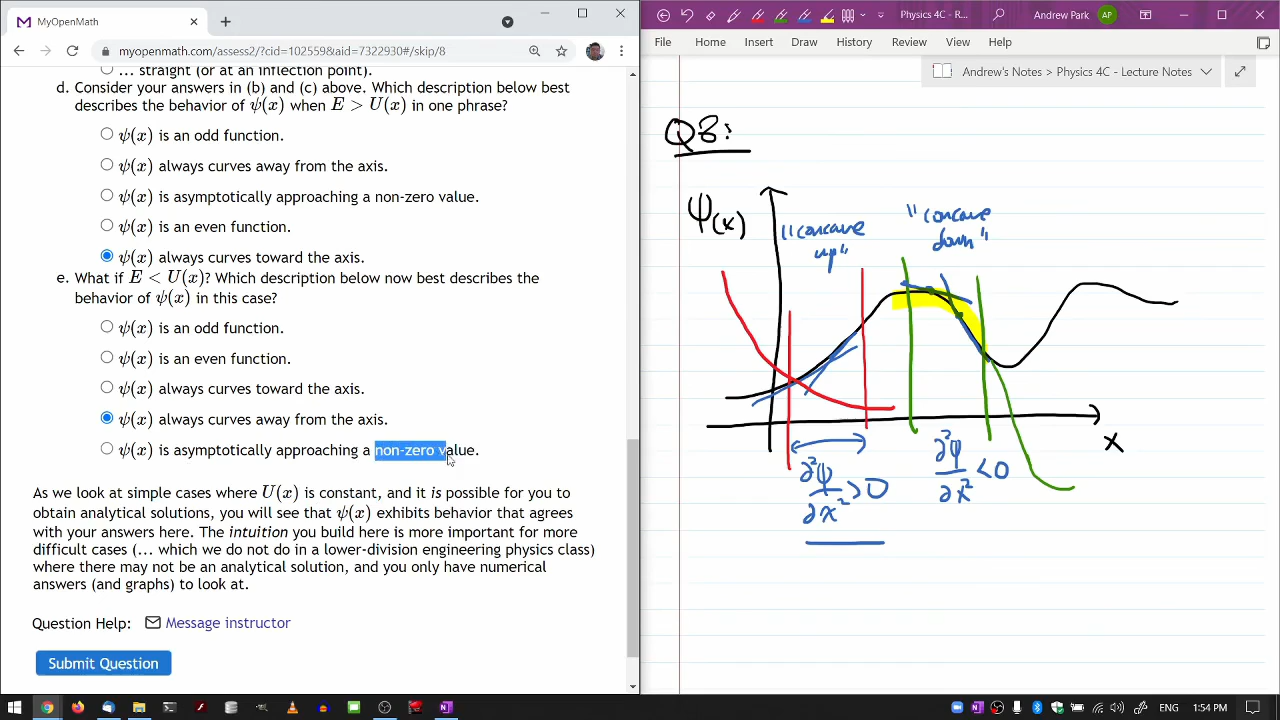 MyOpenMath
myopenmath.com/assess2/?cid=102559&aid=7322930#/skip/8
... straight (or at an inflection point).
d. Consider your answers in (b) and (c) above. Which description below best
describes the behavior of ψ(x) when E > U(x) in one phrase?
ψ(x) is an odd function.
ψ(x) always curves away from the axis.
ψ(x) is asymptotically approaching a non-zero value.
ψ(x) is an even function.
ψ(x) always curves toward the axis.
e. What if E < U(x)? Which description below now best describes the
behavior of ψ(x) in this case?
ψ(x) is an odd function.
ψ(x) is an even function.
ψ(x) always curves toward the axis.
ψ(x) always curves away from the axis.
ψ(x) is asymptotically approaching a non-zero value.
As we look at simple cases where U(x) is constant, and it is possible for you to
obtain analytical solutions, you will see that ψ(x) exhibits behavior that agrees
with your answers here. The intuition you build here is more important for more
difficult cases (... which we do not do in a lower-division engineering physics class)
where there may not be an analytical solution, and you only have numerical
answers (and graphs) to look at.
Question Help: Message instructor
Submit Question
Physics 4C - R...
Andrew Park AP
File Home Insert Draw History Review View Help
Andrew's Notes > Physics 4C - Lecture Notes
Q8:
ψ(x)
"concave
up"
"concave
down"
x
∂²ψ/∂x² > 0
∂²ψ/∂x² < 0
ENG 1:54 PM